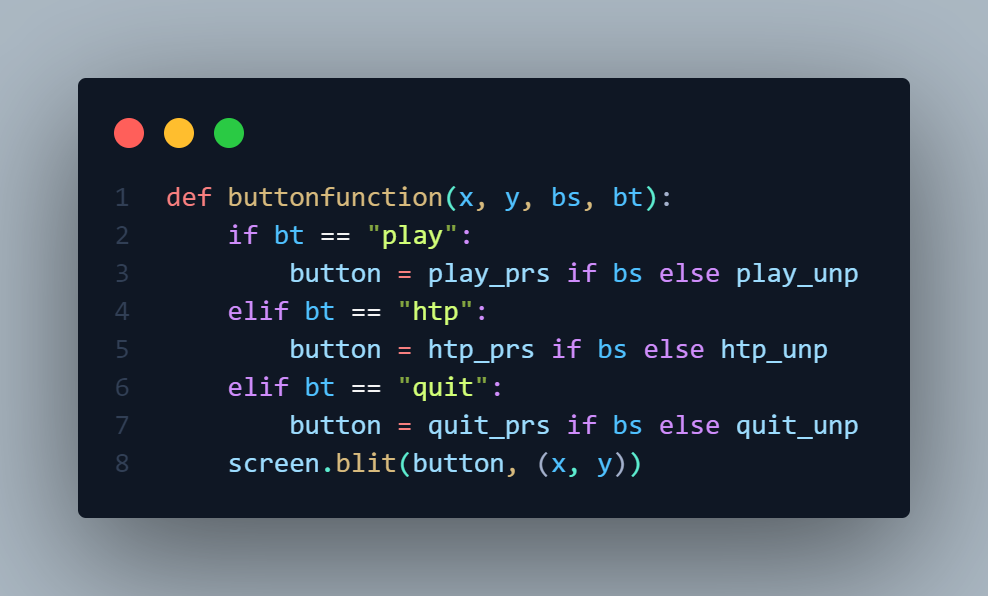 1 def buttonfunction(x, y, bs, bt):
2     if bt == "play":
3         button = play_prs if bs else play_unp
4     elif bt == "htp":
5         button = htp_prs if bs else htp_unp
6     elif bt == "quit":
7         button = quit_prs if bs else quit_unp
8     screen.blit(button, (x, y))